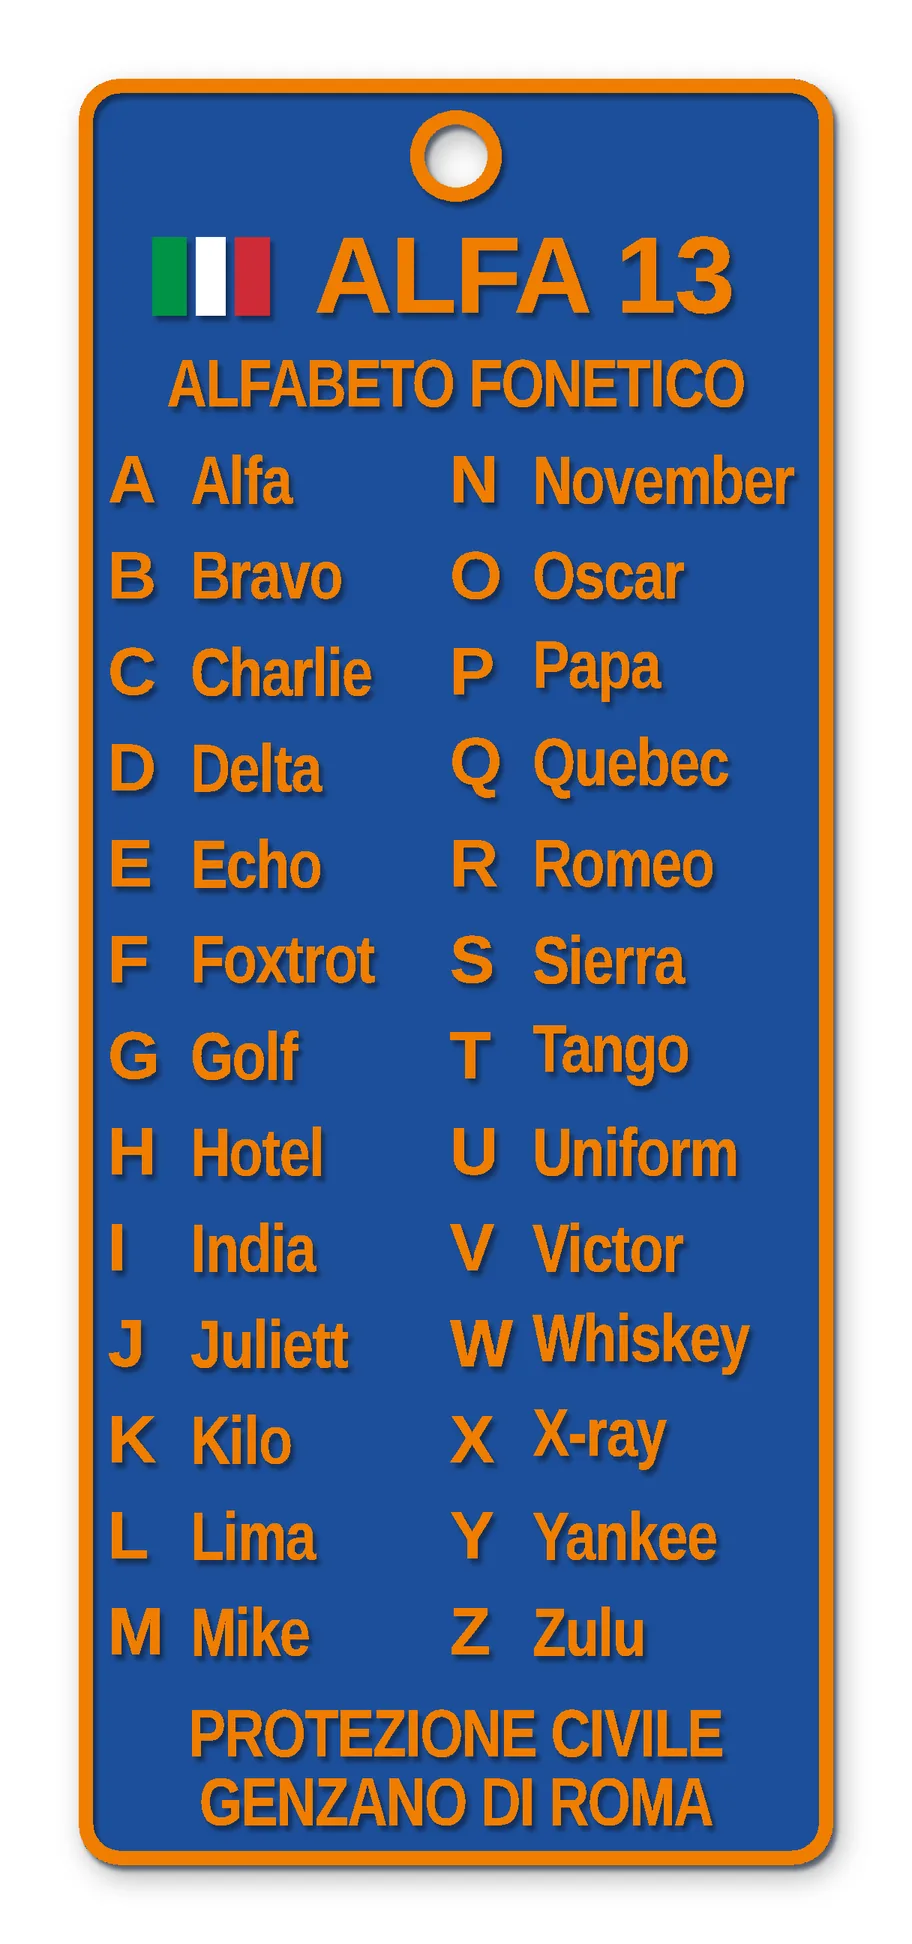 ALFA 13
ALFABETO FONETICO
A Alfa N November
B Bravo O Oscar
C Charlie P Papa
D Delta Q Quebec
E Echo R Romeo
F Foxtrot S Sierra
G Golf T Tango
H Hotel U Uniform
I India V Victor
J Juliett W Whiskey
K Kilo X X-ray
L Lima Y Yankee
M Mike Z Zulu
PROTEZIONE CIVILE
GENZANO DI ROMA